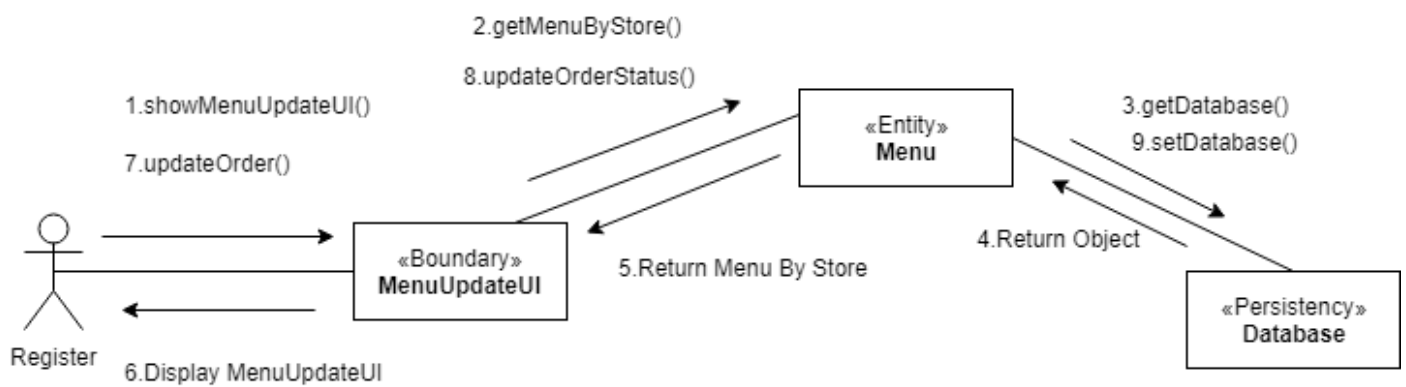 2.getMenuByStore()
8.updateOrderStatus()
1.showMenuUpdateUI()
7.updateOrder()
«Entity»
Menu
3.getDatabase()
9.setDatabase()
«Boundary»
MenuUpdateUI
5.Return Menu By Store
4.Return Object
«Persistency»
Database
Register
6.Display MenuUpdateUI